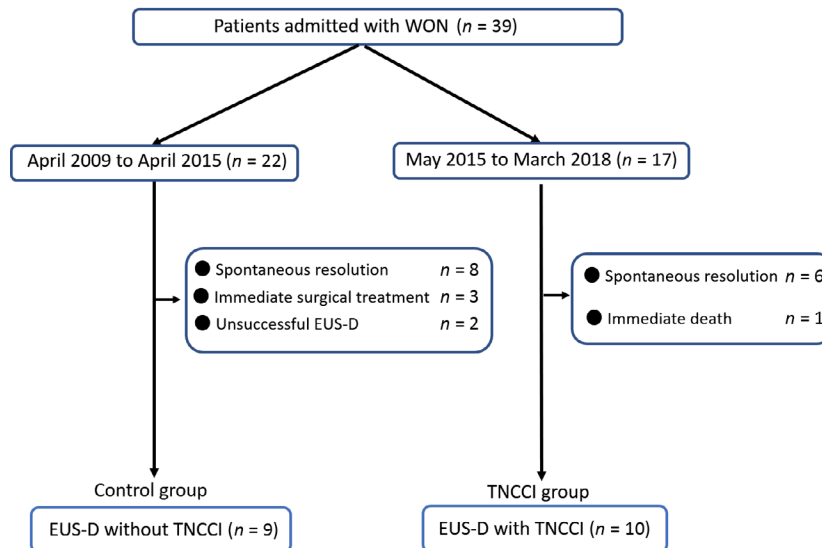 Patients admitted with WON (n = 39)
April 2009 to April 2015 (n = 22)
May 2015 to March 2018 (n = 17)
● Spontaneous resolution n = 8
● Immediate surgical treatment n = 3
● Unsuccessful EUS-D n = 2
● Spontaneous resolution n = 6
● Immediate death n = 1
Control group
EUS-D without TNCCI (n = 9)
TNCCI group
EUS-D with TNCCI (n = 10)